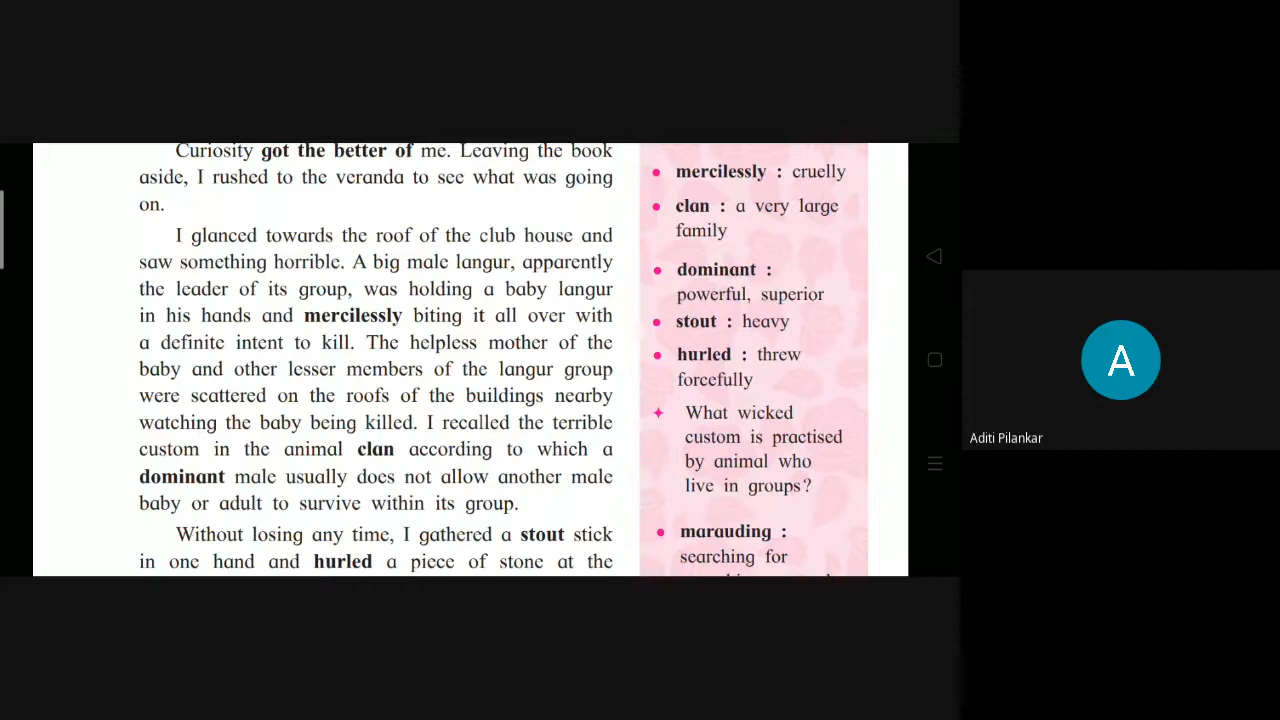 Curiosity got the better of me. Leaving the book
aside, I rushed to the veranda to see what was going
on.
I glanced towards the roof of the club house and
saw something horrible. A big male langur, apparently
the leader of its group, was holding a baby langur
in his hands and mercilessly biting it all over with
a definite intent to kill. The helpless mother of the
baby and other lesser members of the langur group
were scattered on the roofs of the buildings nearby
watching the baby being killed. I recalled the terrible
custom in the animal clan according to which a
dominant male usually does not allow another male
baby or adult to survive within its group.
Without losing any time, I gathered a stout stick
in one hand and hurled a piece of stone at the
• mercilessly : cruelly
• clan : a very large
family
• dominant :
powerful, superior
• stout : heavy
• hurled : threw
forcefully
✦ What wicked
custom is practised
by animal who
live in groups?
• marauding :
searching for
A
Aditi Pilankar